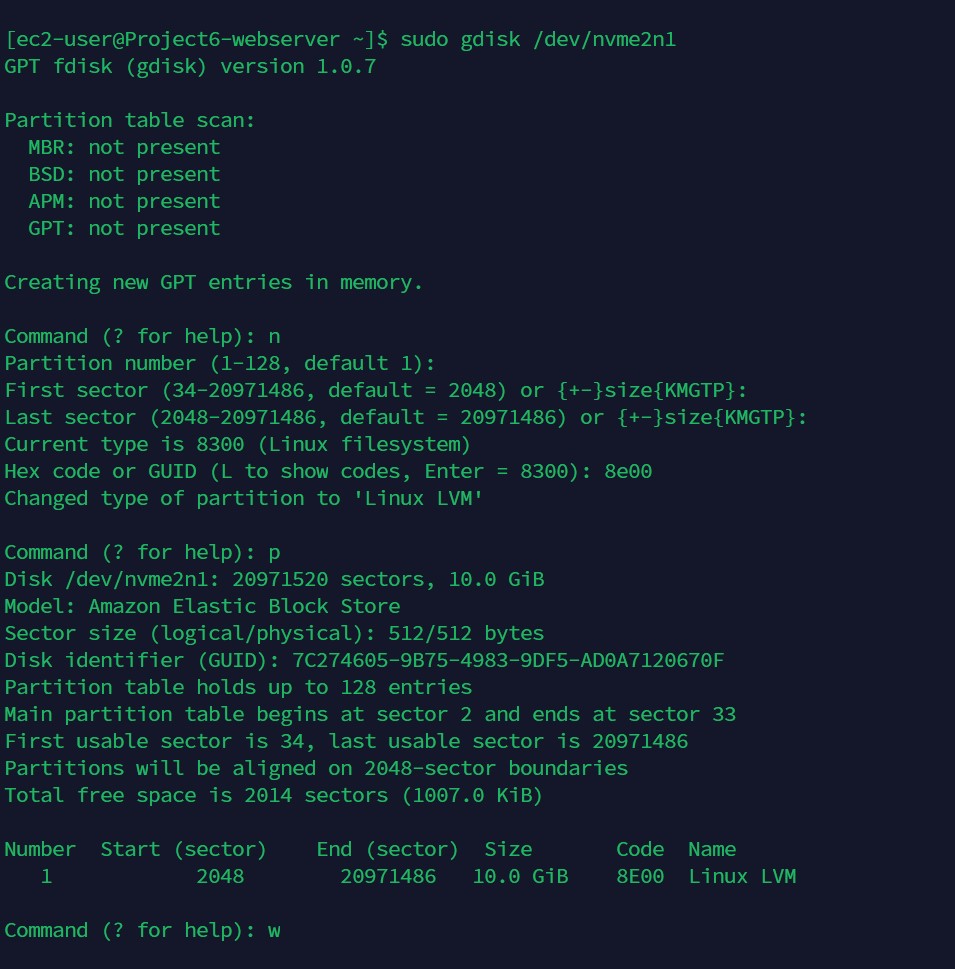 [ec2-user@Project6-webserver ~]$ sudo gdisk /dev/nvme2n1
GPT fdisk (gdisk) version 1.0.7

Partition table scan:
  MBR: not present
  BSD: not present
  APM: not present
  GPT: not present

Creating new GPT entries in memory.

Command (? for help): n
Partition number (1-128, default 1):
First sector (34-20971486, default = 2048) or {+-}size{KMGTP}:
Last sector (2048-20971486, default = 20971486) or {+-}size{KMGTP}:
Current type is 8300 (Linux filesystem)
Hex code or GUID (L to show codes, Enter = 8300): 8e00
Changed type of partition to 'Linux LVM'

Command (? for help): p
Disk /dev/nvme2n1: 20971520 sectors, 10.0 GiB
Model: Amazon Elastic Block Store
Sector size (logical/physical): 512/512 bytes
Disk identifier (GUID): 7C274605-9B75-4983-9DF5-AD0A7120670F
Partition table holds up to 128 entries
Main partition table begins at sector 2 and ends at sector 33
First usable sector is 34, last usable sector is 20971486
Partitions will be aligned on 2048-sector boundaries
Total free space is 2014 sectors (1007.0 KiB)

Number  Start (sector)    End (sector)  Size       Code  Name
   1            2048        20971486   10.0 GiB    8E00  Linux LVM

Command (? for help): w